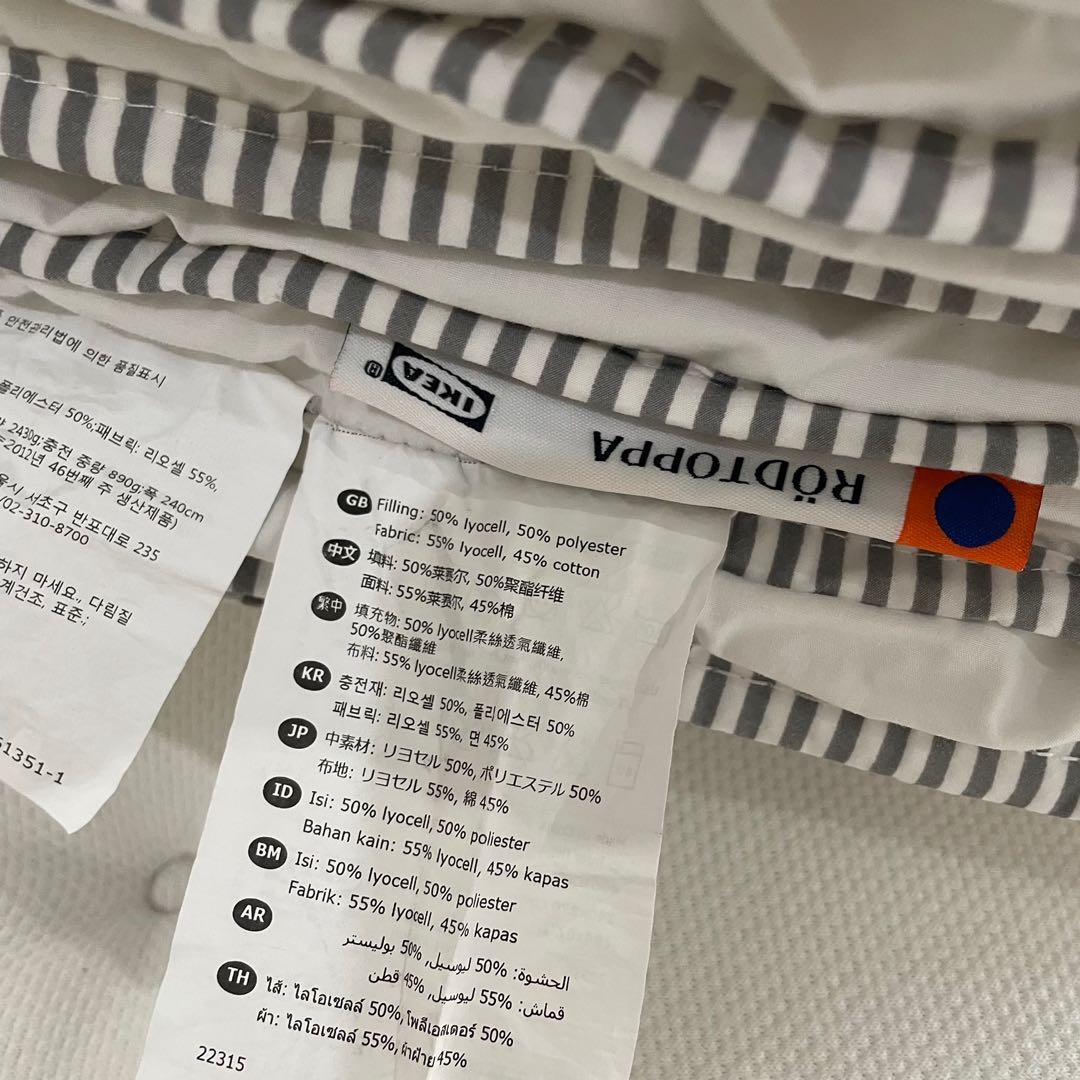 안전관리법에 의한 품질표시
폴리에스터 50%;패브릭: 리오셀 55%,
2430g;충전 중량 890g;폭 240cm
=2012년 46번째 주 생산제품)
서초구 반포대로 235
/02-310-8700
하지 마세요., 다림질
계건조, 표준.;
51351-1
IKEA®
RÖDTOPPA
GB Filling: 50% lyocell, 50% polyester
Fabric: 55% lyocell, 45% cotton
中文 填料: 50%莱赛尔, 50%聚酯纤维
面料: 55%莱赛尔, 45%棉
繁中 填充物: 50% lyocell柔絲透氣纖維,
50%聚酯纖維
布料: 55% lyocell柔絲透氣纖維, 45%棉
KR 충전재: 리오셀 50%, 폴리에스터 50%
패브릭: 리오셀 55%, 면 45%
JP 中素材: リヨセル 50%, ポリエステル 50%
布地: リヨセル 55%, 綿 45%
ID Isi: 50% lyocell, 50% poliester
Bahan kain: 55% lyocell, 45% kapas
BM Isi: 50% lyocell, 50% poliester
Fabrik: 55% lyocell, 45% kapas
AR الحشوة: 50% ليوسيل, 50% بوليستر
قماش: 55% ليوسيل, 45% قطن
TH ไส้: ไลโอเซลล์ 50%, โพลีเอสเตอร์ 50%
ผ้า: ไลโอเซลล์ 55%, ผ้าฝ้าย 45%
22315